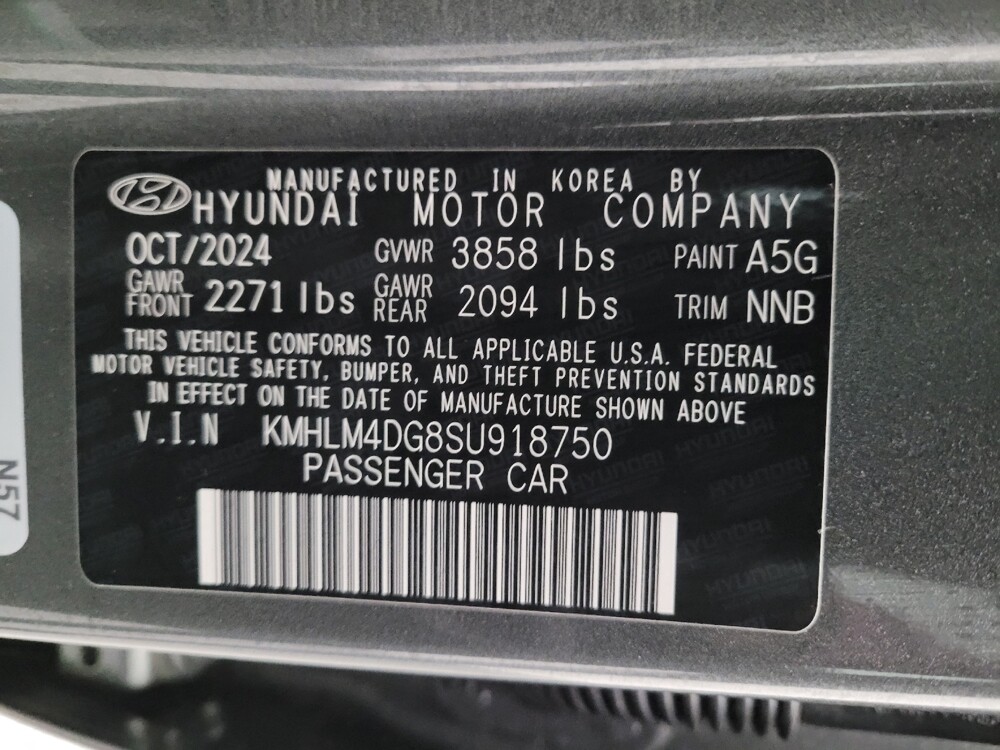 MANUFACTURED IN KOREA BY
HYUNDAI MOTOR COMPANY
OCT/2024 GVWR 3858 lbs PAINT A5G
GAWR FRONT 2271 lbs GAWR REAR 2094 lbs TRIM NNB
THIS VEHICLE CONFORMS TO ALL APPLICABLE U.S.A. FEDERAL
MOTOR VEHICLE SAFETY, BUMPER, AND THEFT PREVENTION STANDARDS
IN EFFECT ON THE DATE OF MANUFACTURE SHOWN ABOVE
V.I.N KMHLM4DG8SU918750
PASSENGER CAR
N57